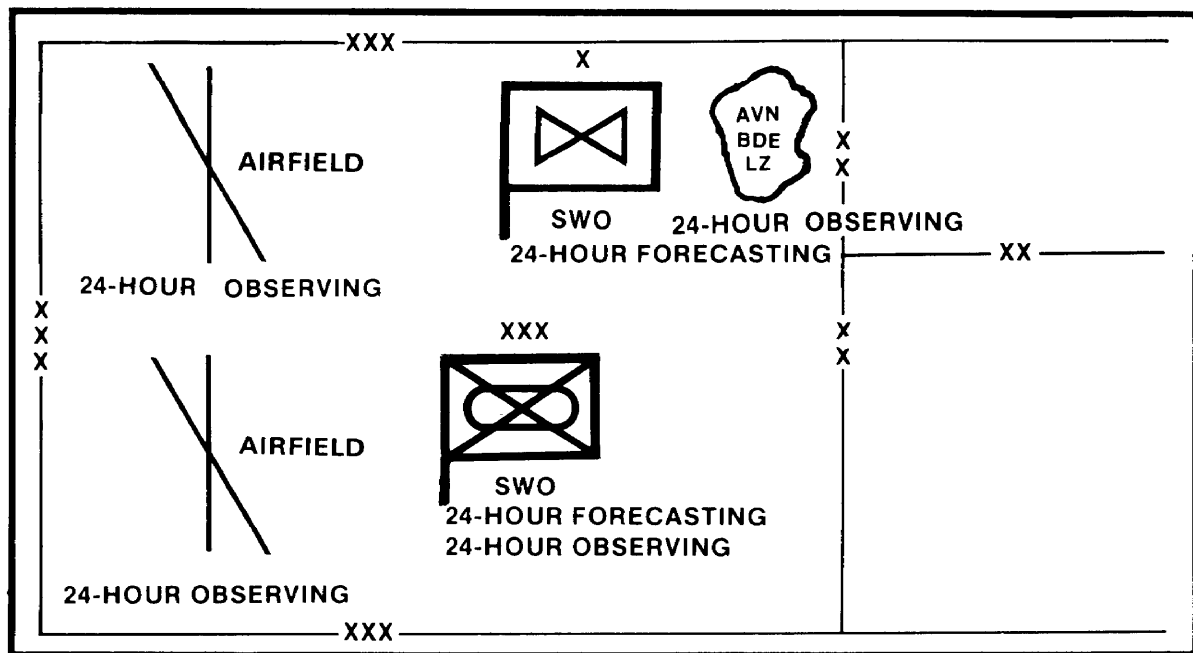 XXX
X
AVN
BDE
LZ
X
X
AIRFIELD
SWO
24-HOUR OBSERVING
24-HOUR FORECASTING
XX
24-HOUR OBSERVING
X
X
X
XXX
X
X
AIRFIELD
SWO
24-HOUR FORECASTING
24-HOUR OBSERVING
24-HOUR OBSERVING
XXX